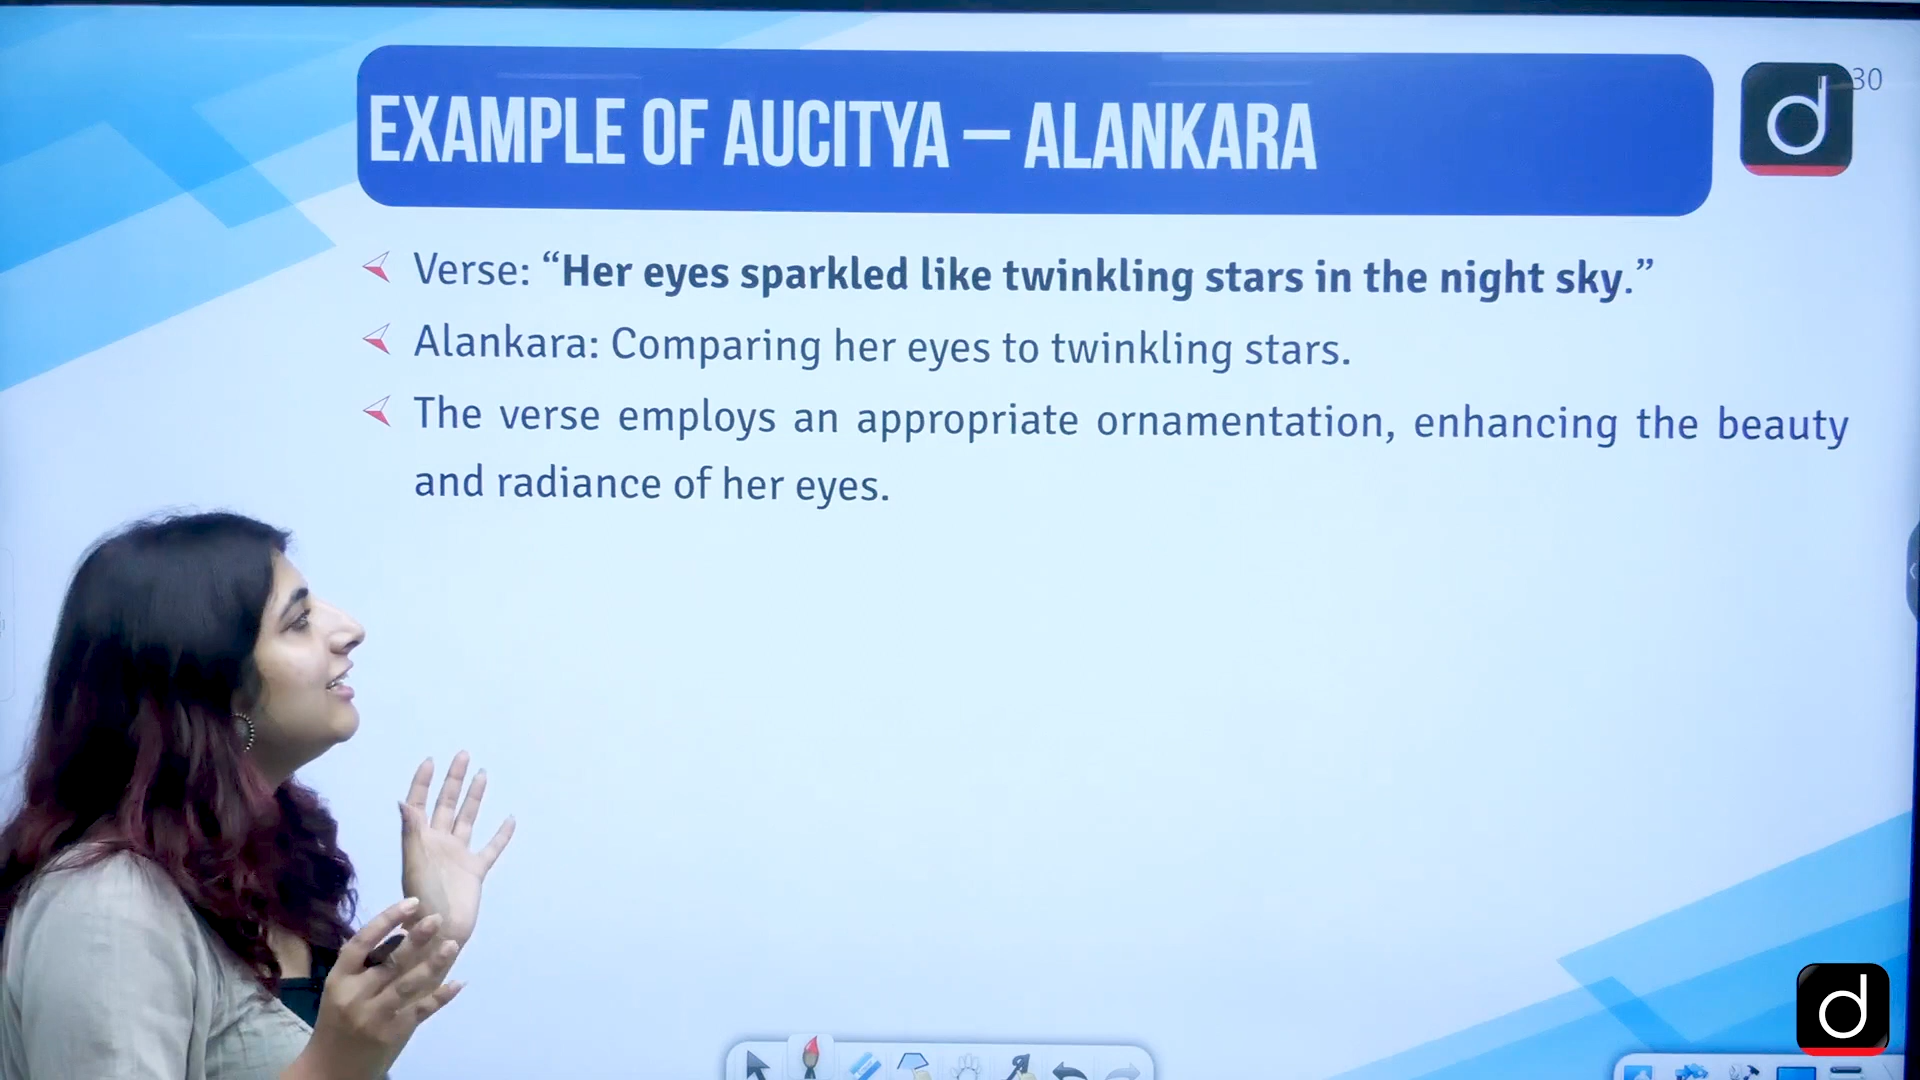 EXAMPLE OF AUCITYA – ALANKARA
d
30
Verse: “Her eyes sparkled like twinkling stars in the night sky.”
Alankara: Comparing her eyes to twinkling stars.
The verse employs an appropriate ornamentation, enhancing the beauty
and radiance of her eyes.
d